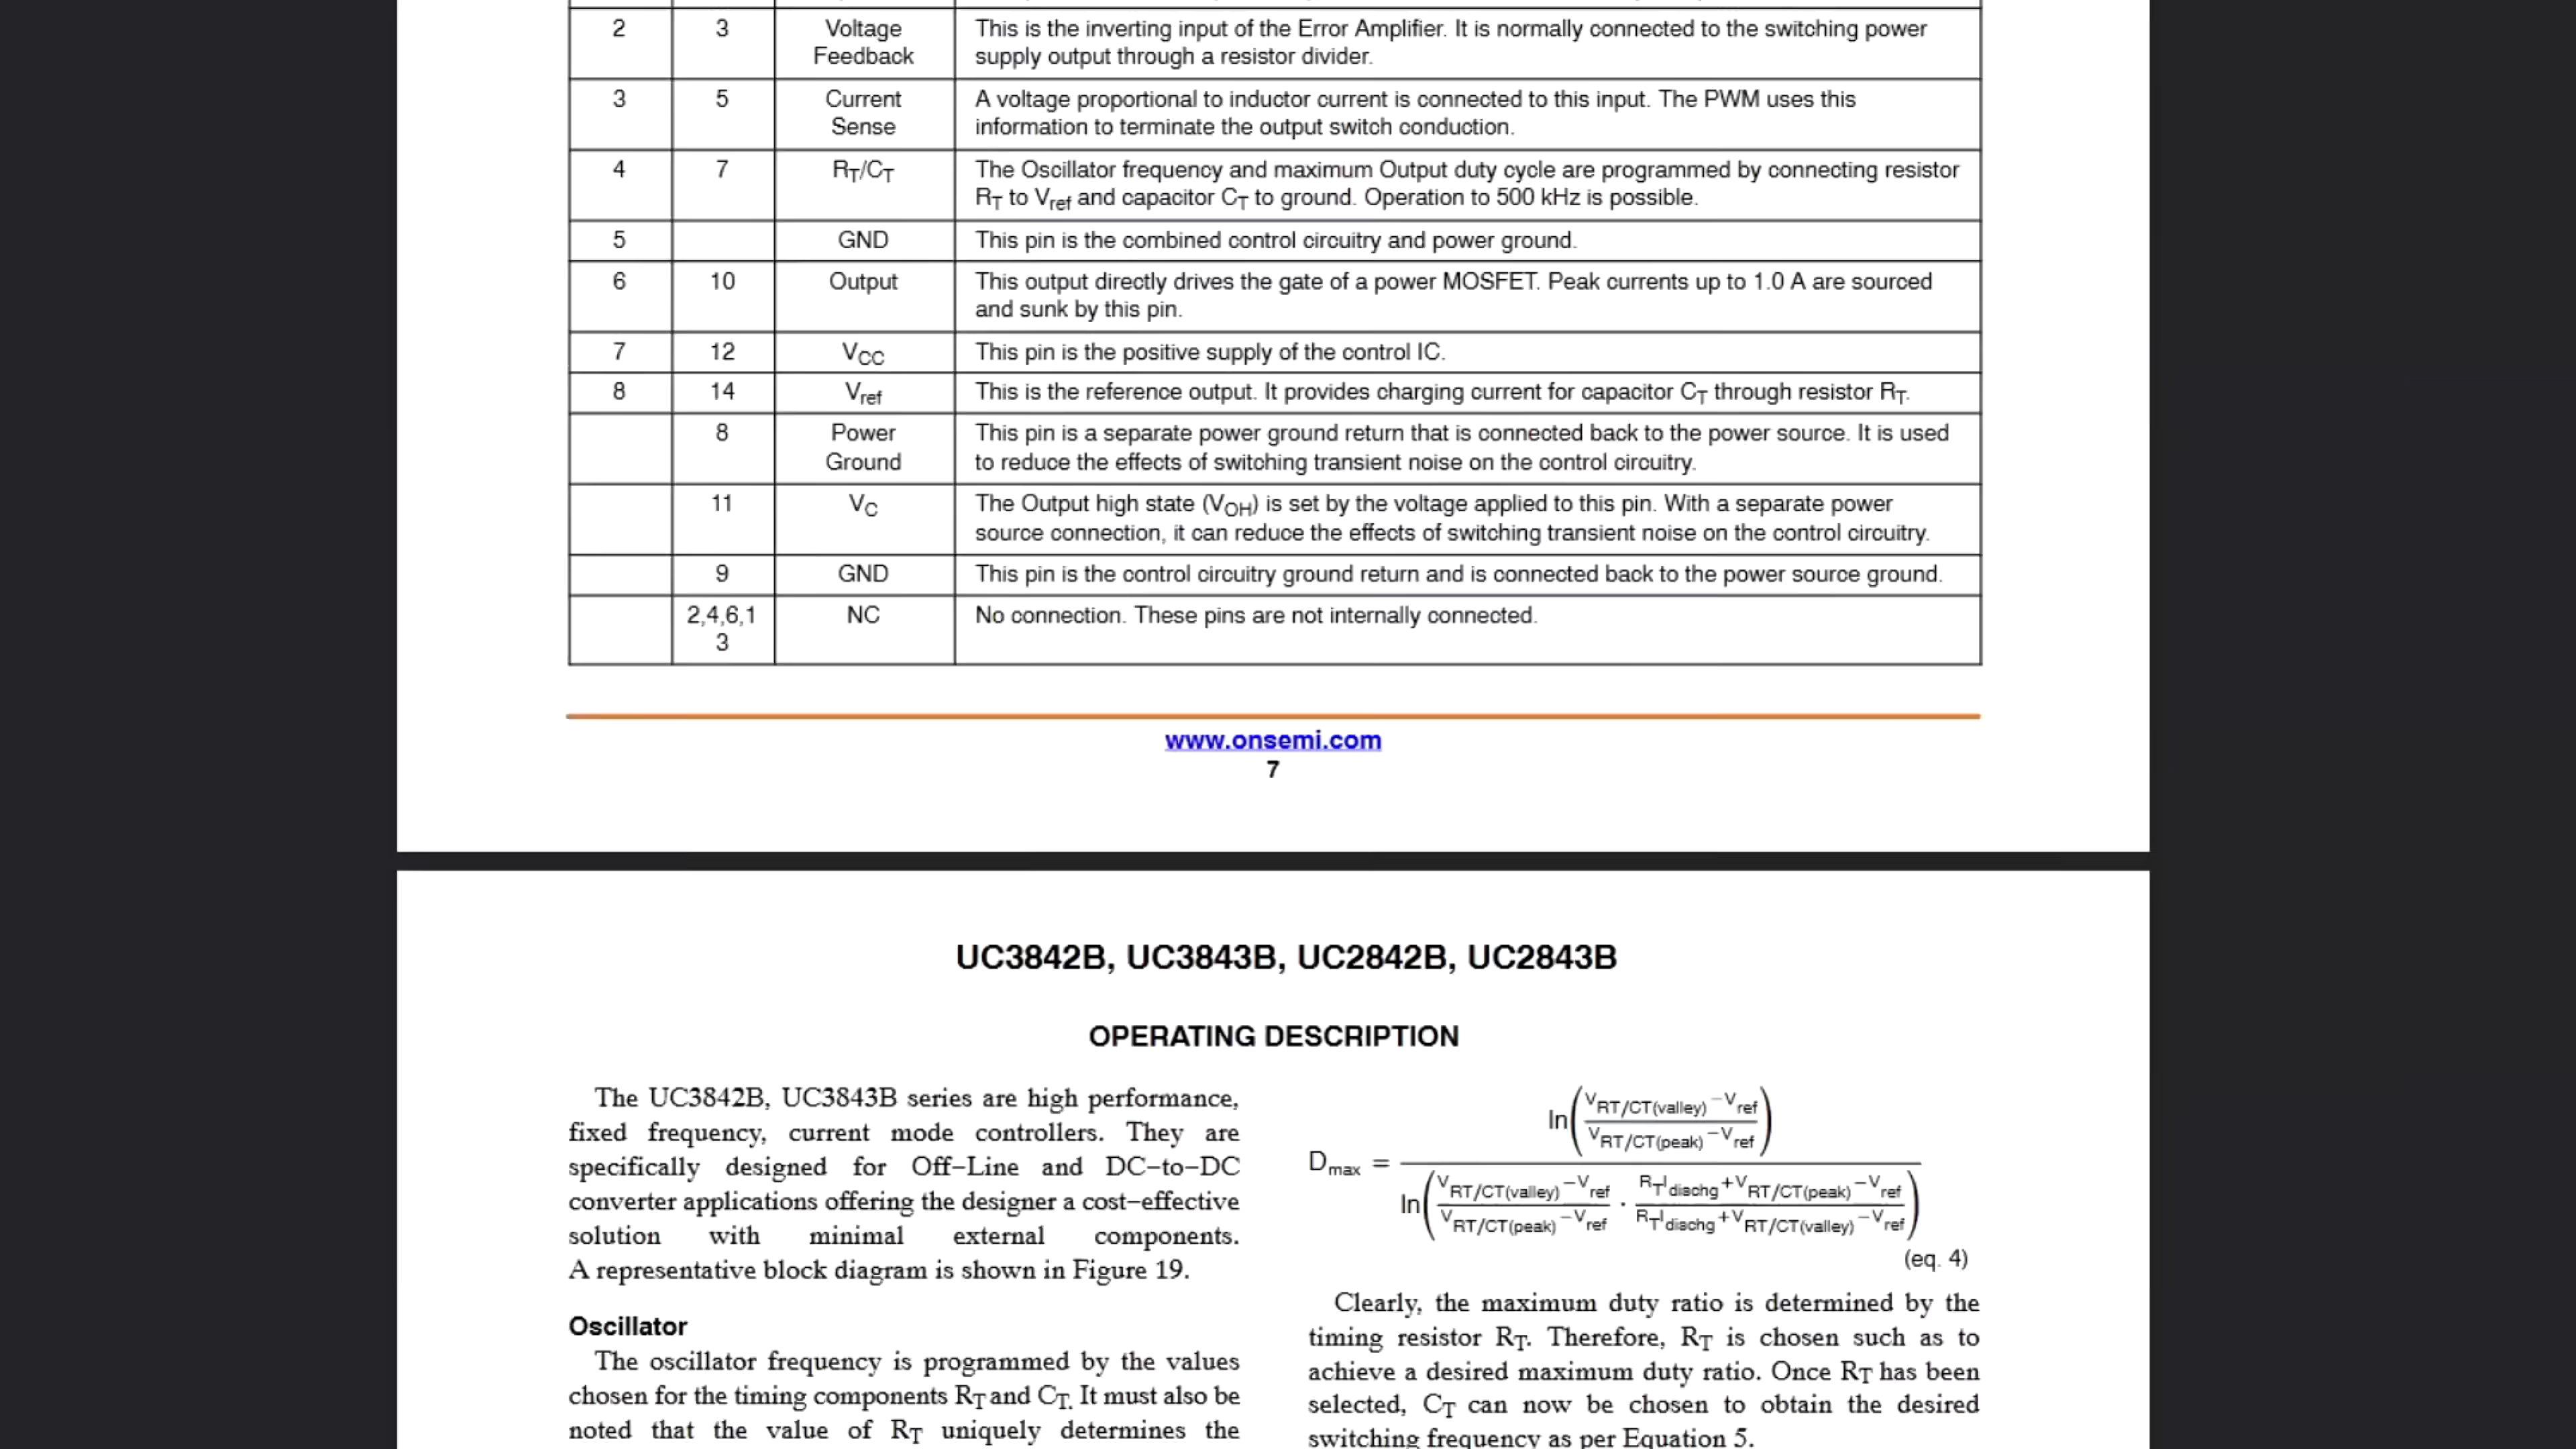 2 3 Voltage Feedback This is the inverting input of the Error Amplifier. It is normally connected to the switching power
supply output through a resistor divider.
3 5 Current Sense A voltage proportional to inductor current is connected to this input. The PWM uses this
information to terminate the output switch conduction.
4 7 RT/CT The Oscillator frequency and maximum Output duty cycle are programmed by connecting resistor
RT to Vref and capacitor CT to ground. Operation to 500 kHz is possible.
5 GND This pin is the combined control circuitry and power ground.
6 10 Output This output directly drives the gate of a power MOSFET. Peak currents up to 1.0 A are sourced
and sunk by this pin.
7 12 VCC This pin is the positive supply of the control IC.
8 14 Vref This is the reference output. It provides charging current for capacitor CT through resistor RT.
8 Power Ground This pin is a separate power ground return that is connected back to the power source. It is used
to reduce the effects of switching transient noise on the control circuitry.
11 VC The Output high state (VOH) is set by the voltage applied to this pin. With a separate power
source connection, it can reduce the effects of switching transient noise on the control circuitry.
9 GND This pin is the control circuitry ground return and is connected back to the power source ground.
2,4,6,1 NC No connection. These pins are not internally connected.
3
www.onsemi.com
7
UC3842B, UC3843B, UC2842B, UC2843B
OPERATING DESCRIPTION
The UC3842B, UC3843B series are high performance,
fixed frequency, current mode controllers. They are
specifically designed for Off−Line and DC−to−DC
converter applications offering the designer a cost−effective
solution with minimal external components.
A representative block diagram is shown in Figure 19.
Oscillator
The oscillator frequency is programmed by the values
chosen for the timing components RT and CT. It must also be
noted that the value of RT uniquely determines the
Dmax = ln((VRT/CT(valley) −Vref)/(VRT/CT(peak) −Vref)) / ln((VRT/CT(valley) −Vref)/(VRT/CT(peak) −Vref) · (RTIdischg +VRT/CT(peak) −Vref)/(RTIdischg +VRT/CT(valley) −Vref))
(eq. 4)
Clearly, the maximum duty ratio is determined by the
timing resistor RT. Therefore, RT is chosen such as to
achieve a desired maximum duty ratio. Once RT has been
selected, CT can now be chosen to obtain the desired
switching frequency as per Equation 5.